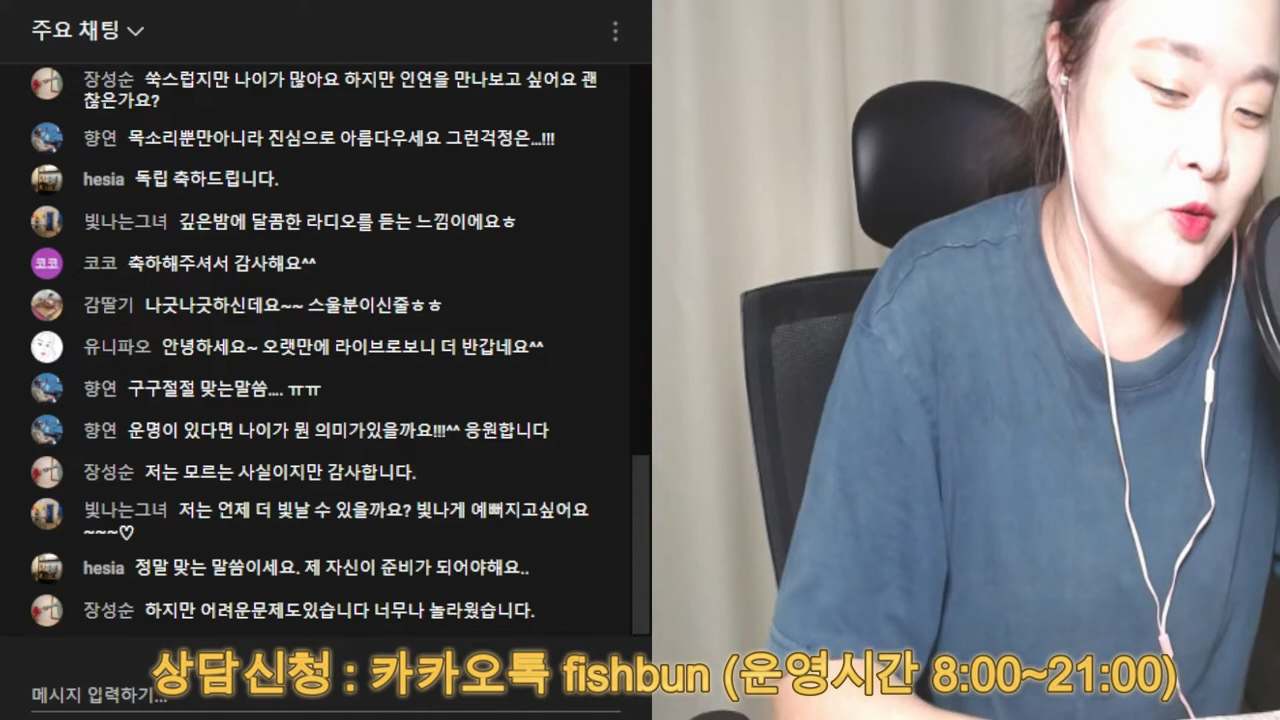 주요 채팅
장성순 쑥스럽지만 나이가 많아요 하지만 인연을 만나보고 싶어요 괜
찮은가요?
향연 목소리뿐만아니라 진심으로 아름다우세요 그런걱정은...!!!
hesia 독립 축하드립니다.
빛나는그녀 깊은밤에 달콤한 라디오를 듣는 느낌이에요ㅎ
코코 코코 축하해주셔서 감사해요^^
감딸기 나긋나긋하신데요~~ 스울분이신줄ㅎㅎ
유니파오 안녕하세요~ 오랫만에 라이브로보니 더 반갑네요^^
향연 구구절절 맞는말씀.... ㅠㅠ
향연 운명이 있다면 나이가 뭔 의미가있을까요!!!^^ 응원합니다
장성순 저는 모르는 사실이지만 감사합니다.
빛나는그녀 저는 언제 더 빛날 수 있을까요? 빛나게 예뻐지고싶어요
~~~♡
hesia 정말 맞는 말씀이세요. 제 자신이 준비가 되어야해요..
장성순 하지만 어려운문제도있습니다 너무나 놀라웠습니다.
상담신청 : 카카오톡 fishbun (운영시간 8:00~21:00)
메시지 입력하기...